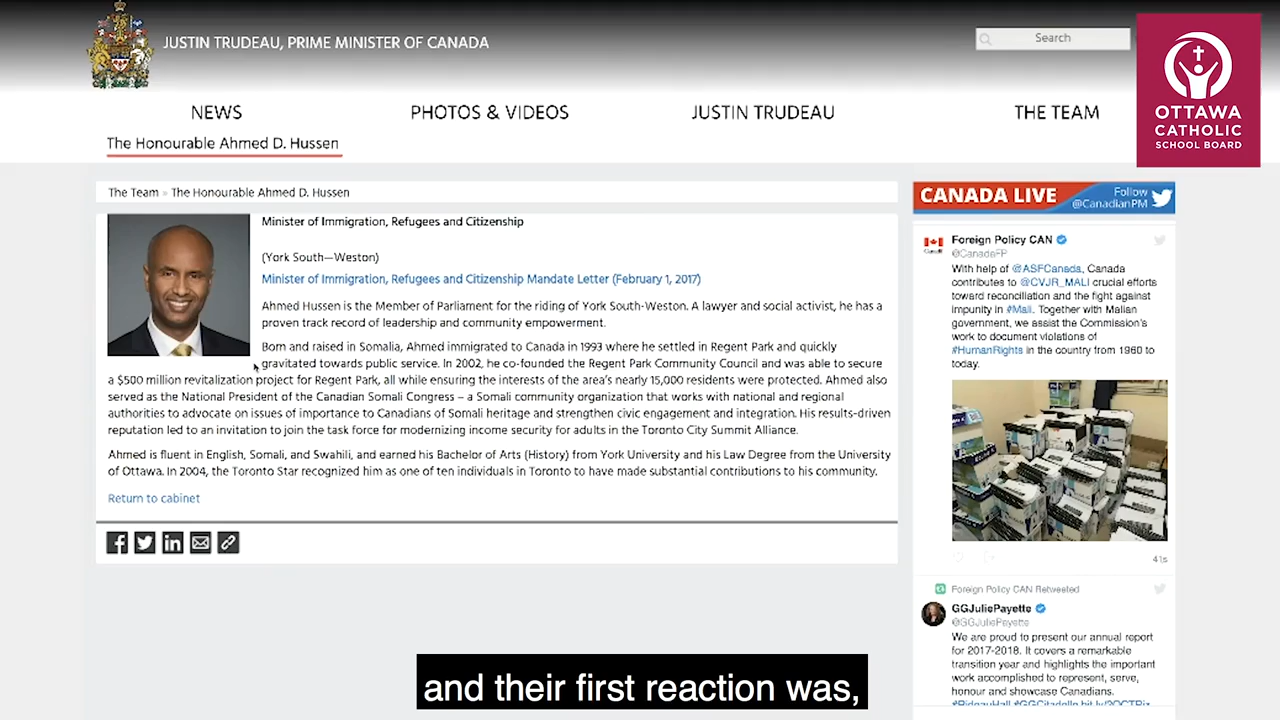 JUSTIN TRUDEAU, PRIME MINISTER OF CANADA
Search
OTTAWA
CATHOLIC
SCHOOL BOARD
NEWS
PHOTOS & VIDEOS
JUSTIN TRUDEAU
THE TEAM
The Honourable Ahmed D. Hussen
The Team » The Honourable Ahmed D. Hussen
Minister of Immigration, Refugees and Citizenship
(York South—Weston)
Minister of Immigration, Refugees and Citizenship Mandate Letter (February 1, 2017)
Ahmed Hussen is the Member of Parliament for the riding of York South-Weston. A lawyer and social activist, he has a
proven track record of leadership and community empowerment.
Born and raised in Somalia, Ahmed immigrated to Canada in 1993 where he settled in Regent Park and quickly
gravitated towards public service. In 2002, he co-founded the Regent Park Community Council and was able to secure
a $500 million revitalization project for Regent Park, all while ensuring the interests of the area's nearly 15,000 residents were protected. Ahmed also
served as the National President of the Canadian Somali Congress – a Somali community organization that works with national and regional
authorities to advocate on issues of importance to Canadians of Somali heritage and strengthen civic engagement and integration. His results-driven
reputation led to an invitation to join the task force for modernizing income security for adults in the Toronto City Summit Alliance.
Ahmed is fluent in English, Somali, and Swahili, and earned his Bachelor of Arts (History) from York University and his Law Degree from the University
of Ottawa. In 2004, the Toronto Star recognized him as one of ten individuals in Toronto to have made substantial contributions to his community.
Return to cabinet
CANADA LIVE
Follow
@CanadianPM
Foreign Policy CAN
@CanadaFP
With help of @ASFCanada, Canada
contributes to @CVJR_MALI crucial efforts
toward reconciliation and the fight against
impunity in #Mali. Together with Malian
government, we assist the Commission's
work to document violations of
#HumanRights in the country from 1960 to
today.
41s
Foreign Policy CAN Retweeted
GGJuliePayette
@GGJuliePayette
We are proud to present our annual report
for 2017-2018. It covers a remarkable
transition year and highlights the important
work accomplished to represent, serve,
honour and showcase Canadians.
#RideauHall #GGCitadelle
and their first reaction was,